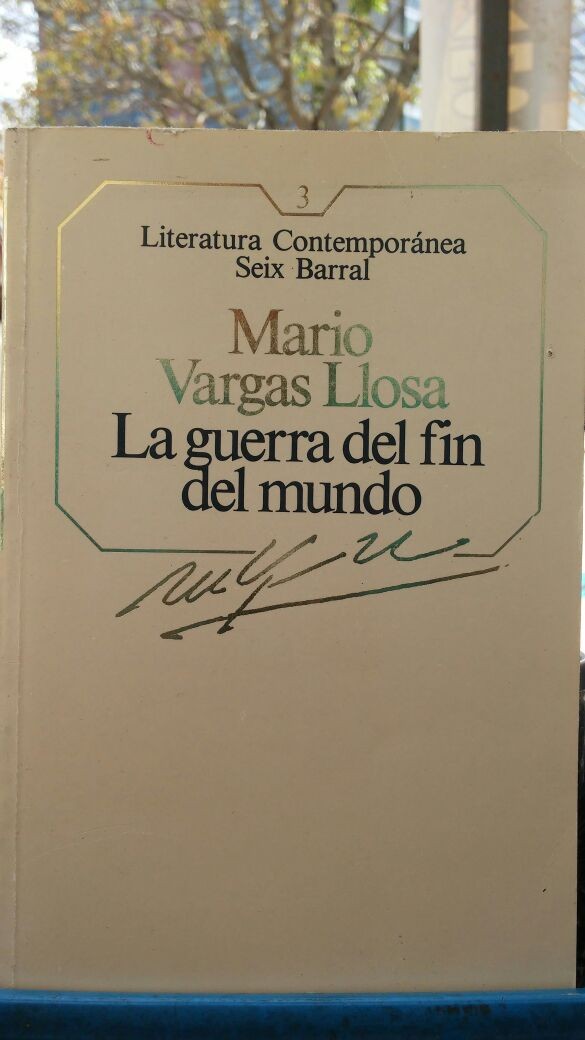 3
Literatura Contemporánea
Seix Barral
Mario
Vargas Llosa
La guerra del fin
del mundo